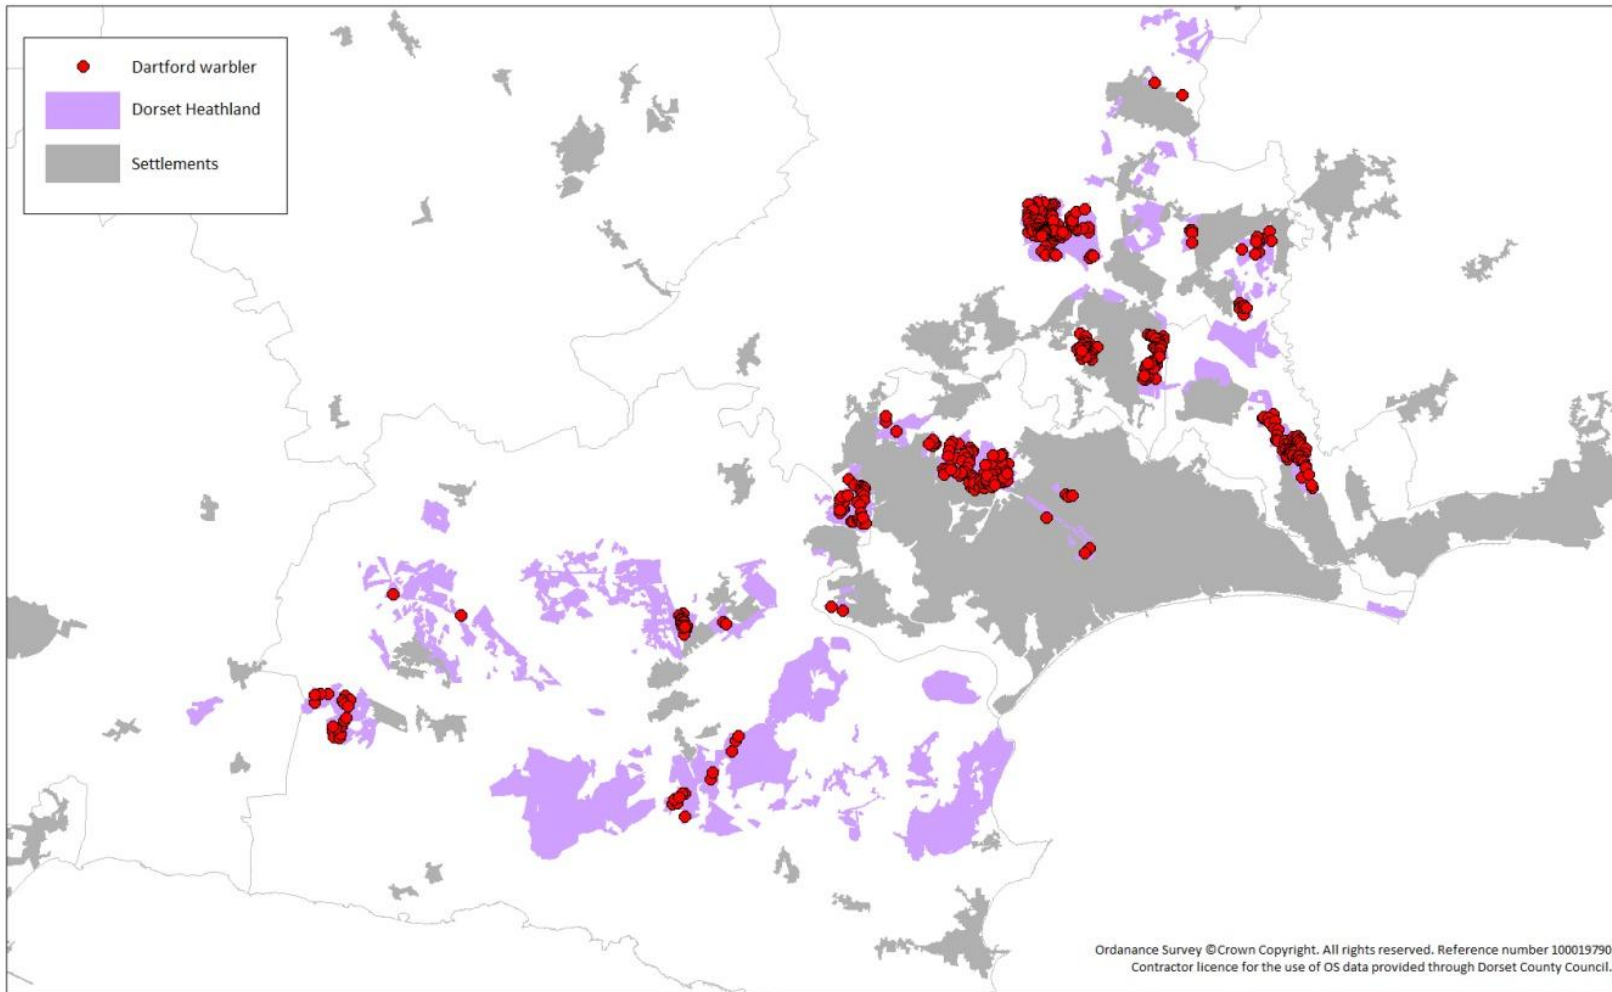 Dartford warbler
Dorset Heathland
Settlements
Ordanance Survey ©Crown Copyright. All rights reserved. Reference number 100019790
Contractor licence for the use of OS data provided through Dorset County Council.